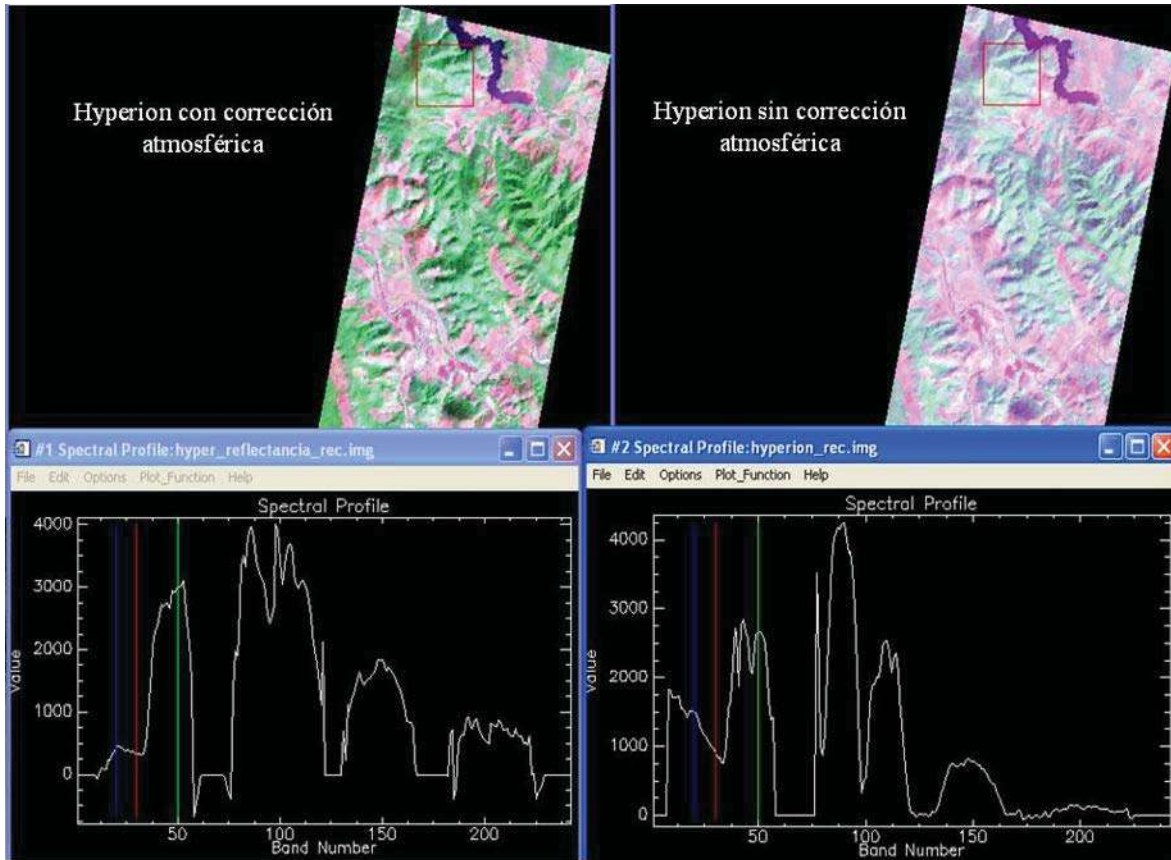 Hyperion con corrección
atmosférica
Hyperion sin corrección
atmosférica
#1 Spectral Profile:hyper_reflectancia_rec.img
File Edit Options Plot_Function Help
Spectral Profile
4000
3000
2000
1000
0
Value
50 100 150 200
Band Number
#2 Spectral Profile:hyperion_rec.img
File Edit Options Plot_Function Help
Spectral Profile
4000
3000
2000
1000
0
Value
50 100 150 200
Band Number